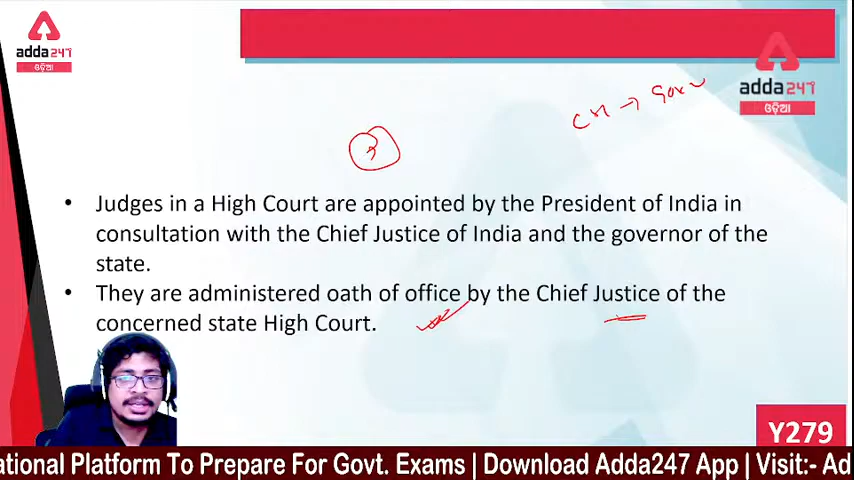 adda247
ଓଡ଼ିଆ
adda247
ଓଡ଼ିଆ
CM → Gov
• Judges in a High Court are appointed by the President of India in
consultation with the Chief Justice of India and the governor of the
state.
• They are administered oath of office by the Chief Justice of the
concerned state High Court.
Y279
ational Platform To Prepare For Govt. Exams | Download Adda247 App | Visit:- Ad